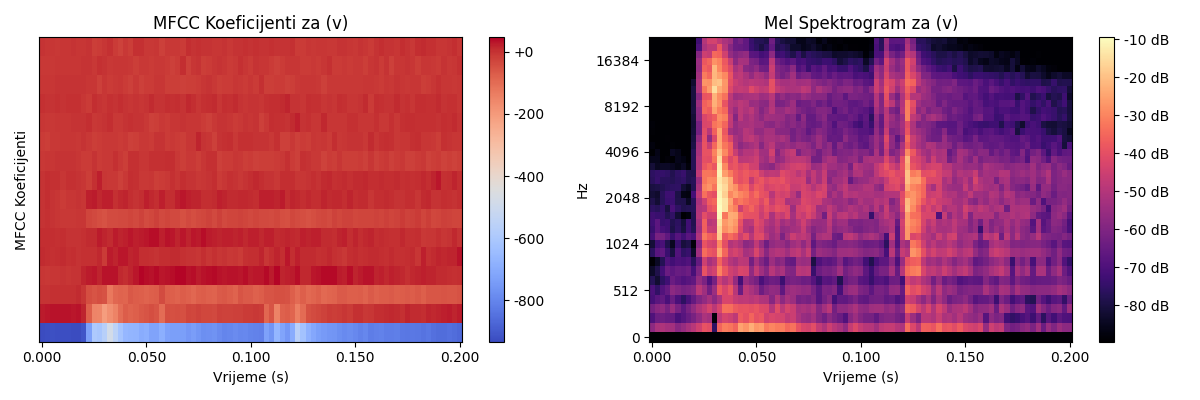 MFCC Koeficijenti za (v)
MFCC Koeficijenti
+0
-200
-400
-600
-800
0.000 0.050 0.100 0.150 0.200
Vrijeme (s)
Mel Spektrogram za (v)
Hz
16384
8192
4096
2048
1024
512
0
-10 dB
-20 dB
-30 dB
-40 dB
-50 dB
-60 dB
-70 dB
-80 dB
0.000 0.050 0.100 0.150 0.200
Vrijeme (s)